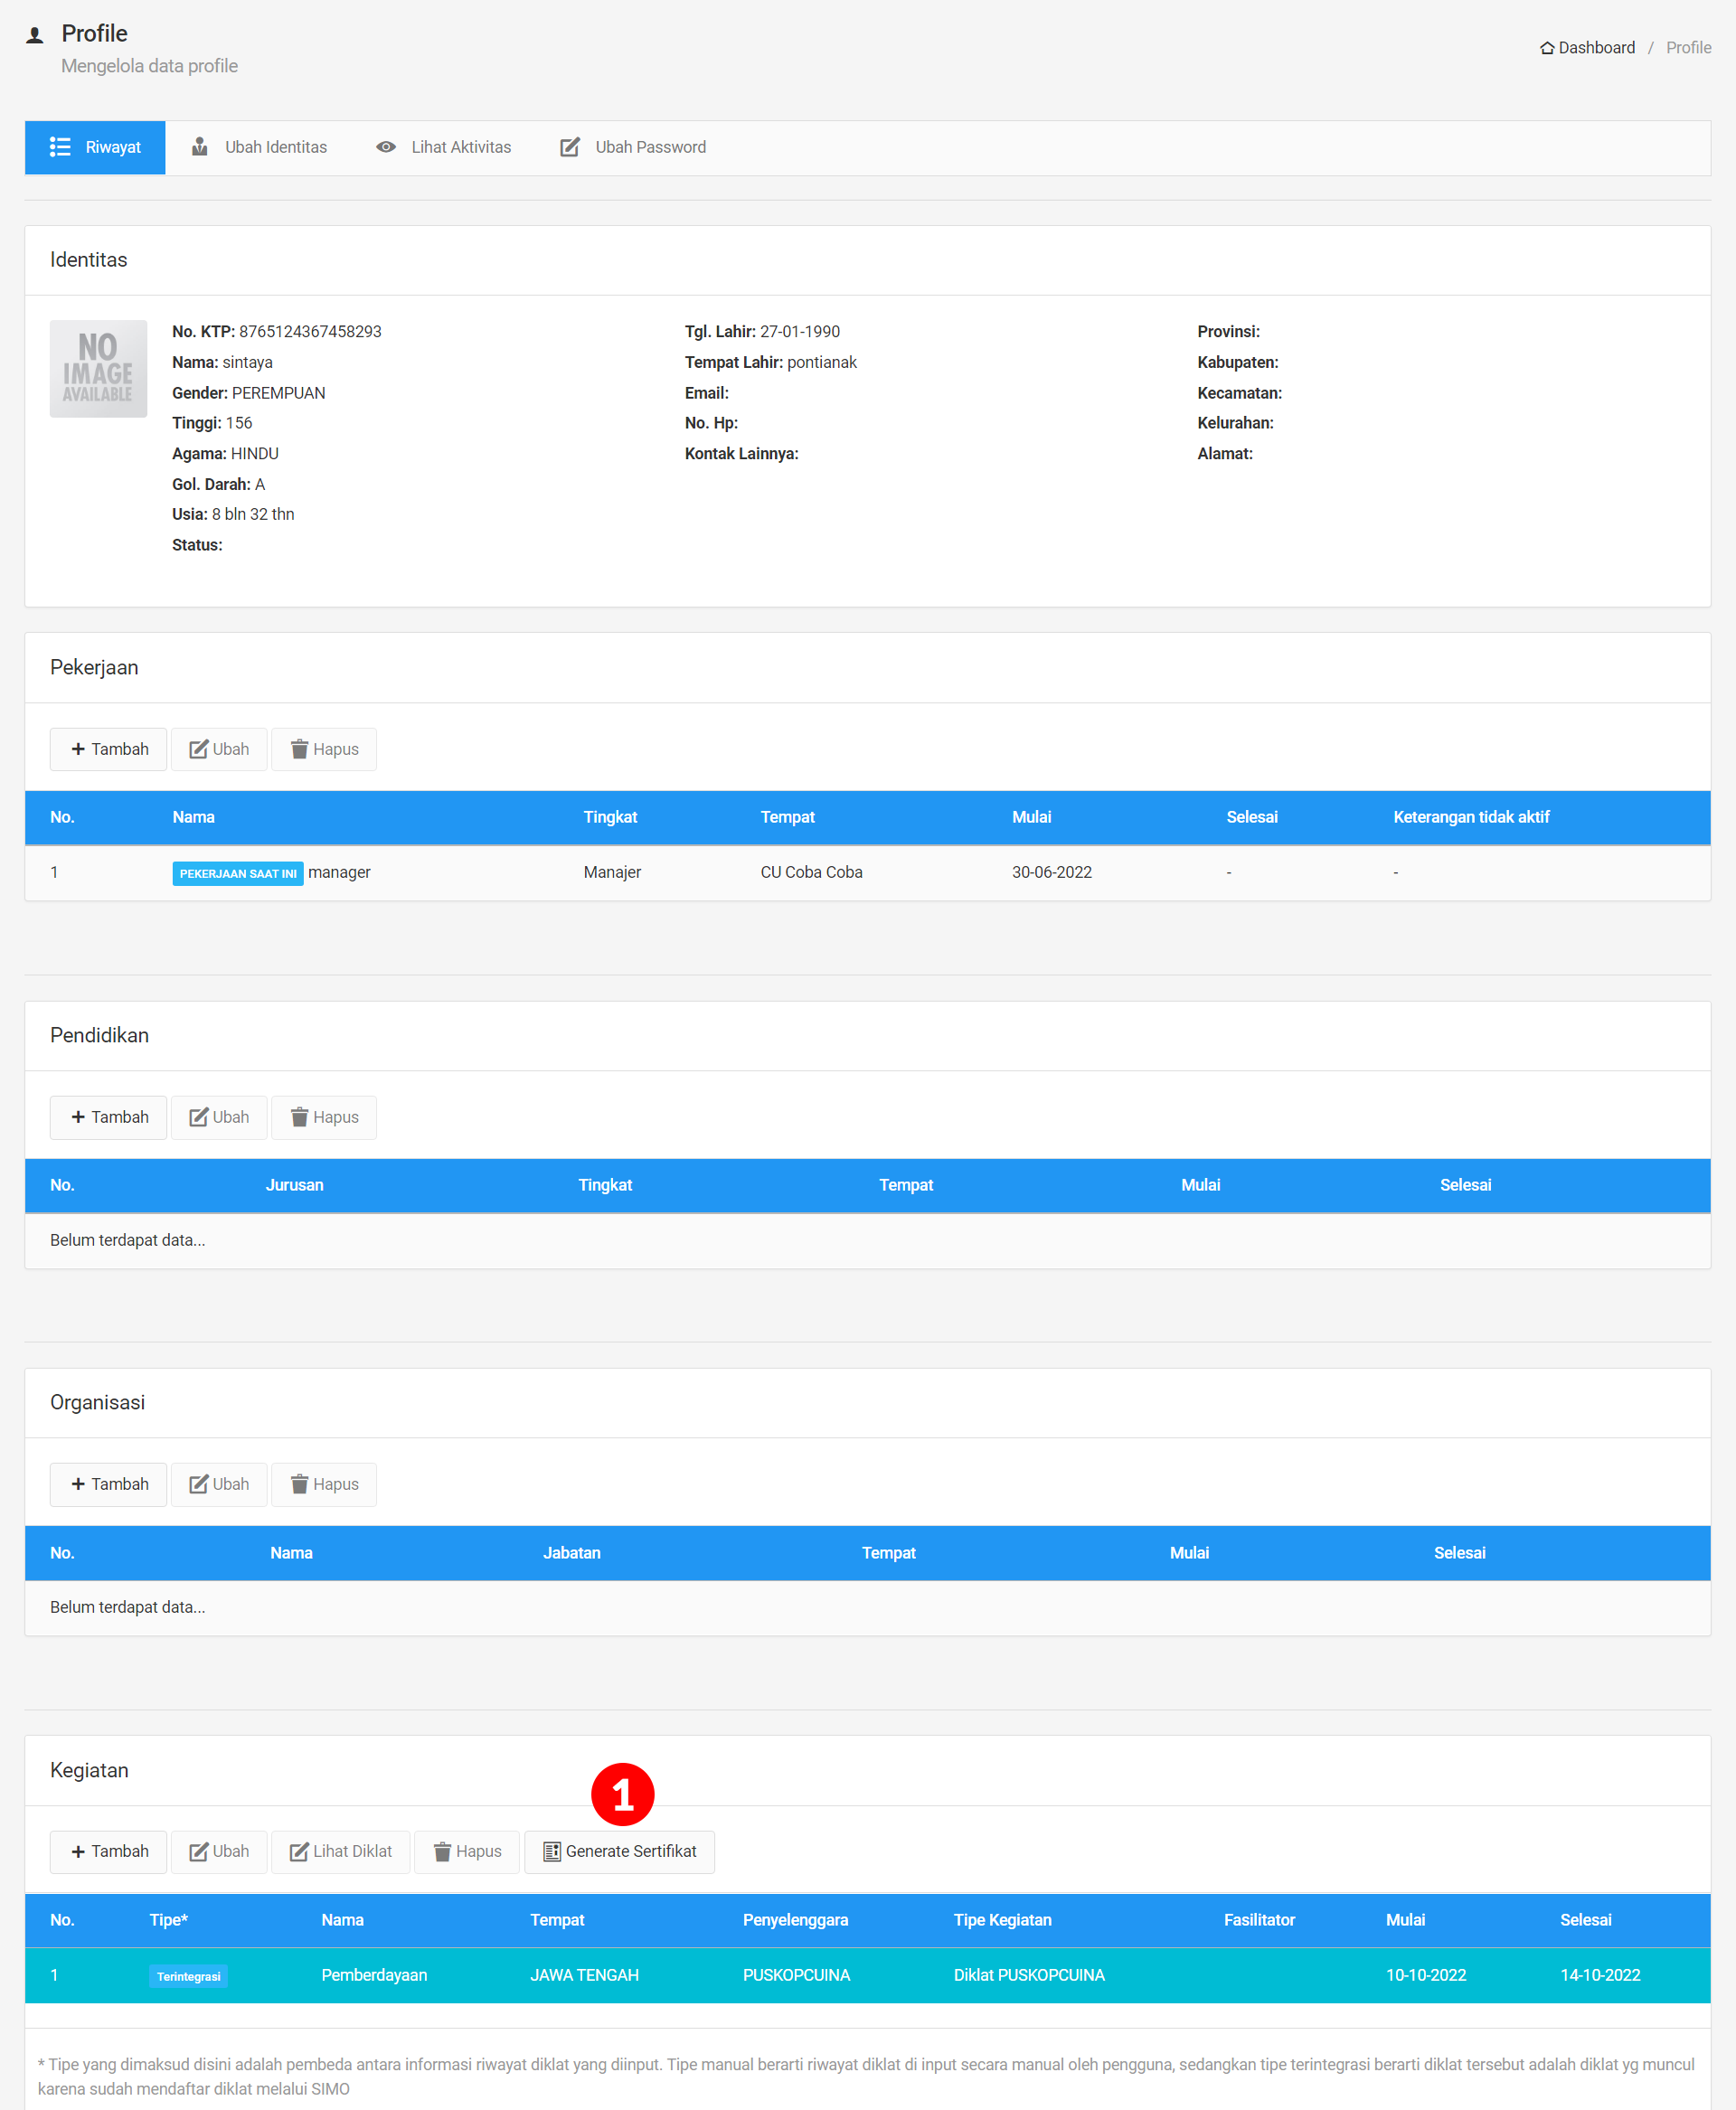 Profile
Mengelola data profile
Dashboard / Profile
Riwayat Ubah Identitas Lihat Aktivitas Ubah Password
Identitas
NO
IMAGE
AVAILABLE
No. KTP: 8765124367458293
Nama: sintaya
Gender: PEREMPUAN
Tinggi: 156
Agama: HINDU
Gol. Darah: A
Usia: 8 bln 32 thn
Status:
Tgl. Lahir: 27-01-1990
Tempat Lahir: pontianak
Email:
No. Hp:
Kontak Lainnya:
Provinsi:
Kabupaten:
Kecamatan:
Kelurahan:
Alamat:
Pekerjaan
+ Tambah Ubah Hapus
No. Nama Tingkat Tempat Mulai Selesai Keterangan tidak aktif
1 PEKERJAAN SAAT INI manager Manajer CU Coba Coba 30-06-2022 - -
Pendidikan
+ Tambah Ubah Hapus
No. Jurusan Tingkat Tempat Mulai Selesai
Belum terdapat data...
Organisasi
+ Tambah Ubah Hapus
No. Nama Jabatan Tempat Mulai Selesai
Belum terdapat data...
Kegiatan
1
+ Tambah Ubah Lihat Diklat Hapus Generate Sertifikat
No. Tipe* Nama Tempat Penyelenggara Tipe Kegiatan Fasilitator Mulai Selesai
1 Terintegrasi Pemberdayaan JAWA TENGAH PUSKOPCUINA Diklat PUSKOPCUINA 10-10-2022 14-10-2022
* Tipe yang dimaksud disini adalah pembeda antara informasi riwayat diklat yang diinput. Tipe manual berarti riwayat diklat di input secara manual oleh pengguna, sedangkan tipe terintegrasi berarti diklat tersebut adalah diklat yg muncul
karena sudah mendaftar diklat melalui SIMO